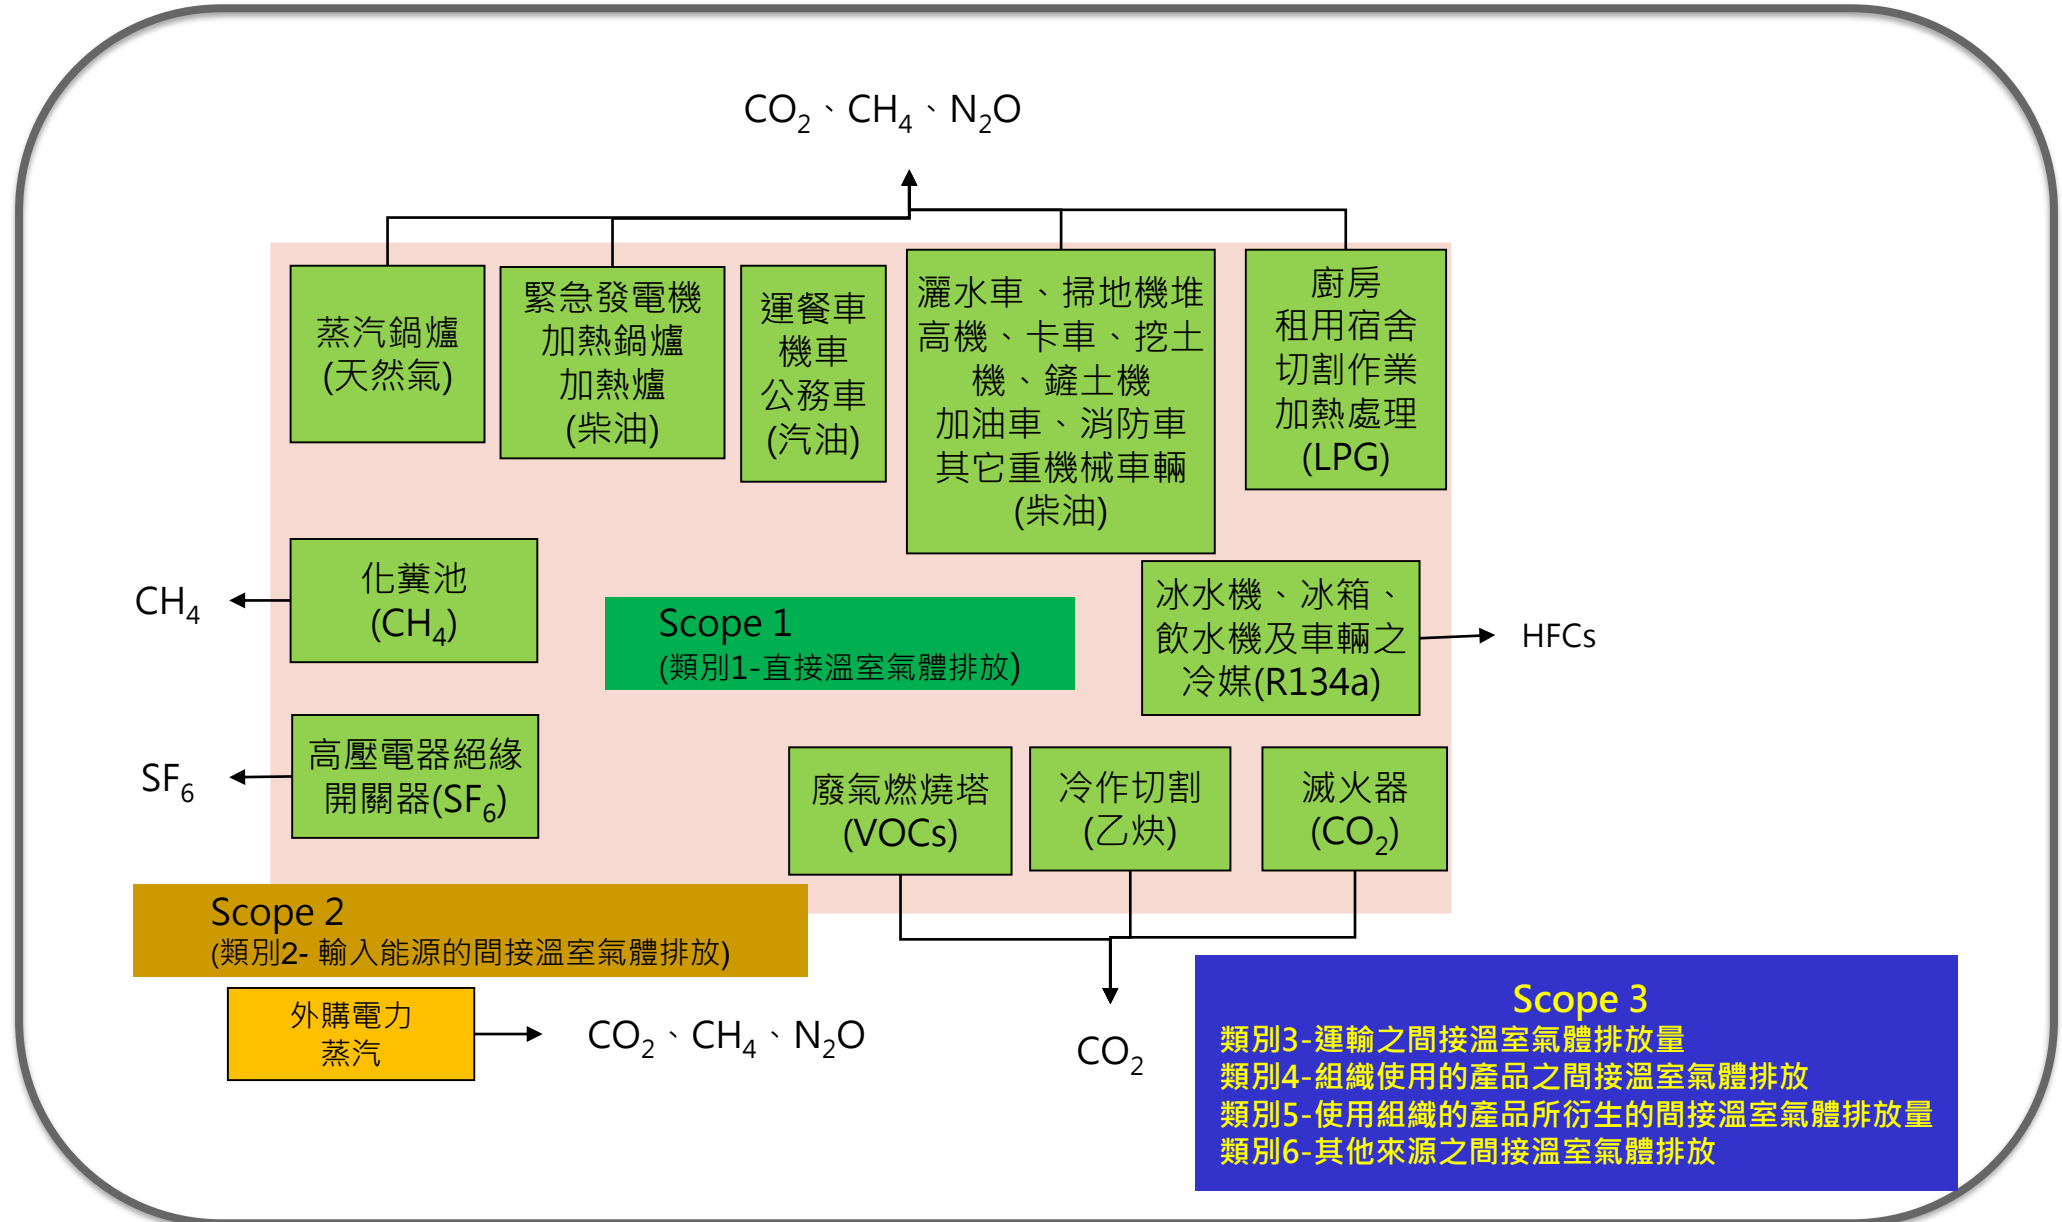 CO₂、CH₄、N₂O
蒸汽鍋爐
(天然氣)
緊急發電機
加熱鍋爐
加熱爐
(柴油)
運餐車
機車
公務車
(汽油)
灑水車、掃地機堆
高機、卡車、挖土
機、鏟土機
加油車、消防車
其它重機械車輛
(柴油)
廚房
租用宿舍
切割作業
加熱處理
(LPG)
CH₄
化糞池
(CH₄)
Scope 1
(類別1-直接溫室氣體排放)
冰水機、冰箱、
飲水機及車輛之
冷媒(R134a)
HFCs
SF₆
高壓電器絕緣
開關器(SF₆)
廢氣燃燒塔
(VOCs)
冷作切割
(乙炔)
滅火器
(CO₂)
Scope 2
(類別2- 輸入能源的間接溫室氣體排放)
外購電力
蒸汽
CO₂、CH₄、N₂O
CO₂
Scope 3
類別3-運輸之間接溫室氣體排放量
類別4-組織使用的產品之間接溫室氣體排放
類別5-使用組織的產品所衍生的間接溫室氣體排放量
類別6-其他來源之間接溫室氣體排放